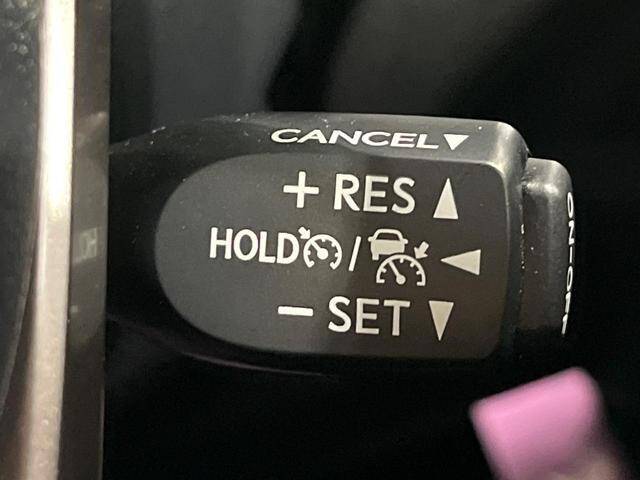 CANCEL▼
+ RES ▲
HOLD / ◀
− SET ▼
ON-OFF